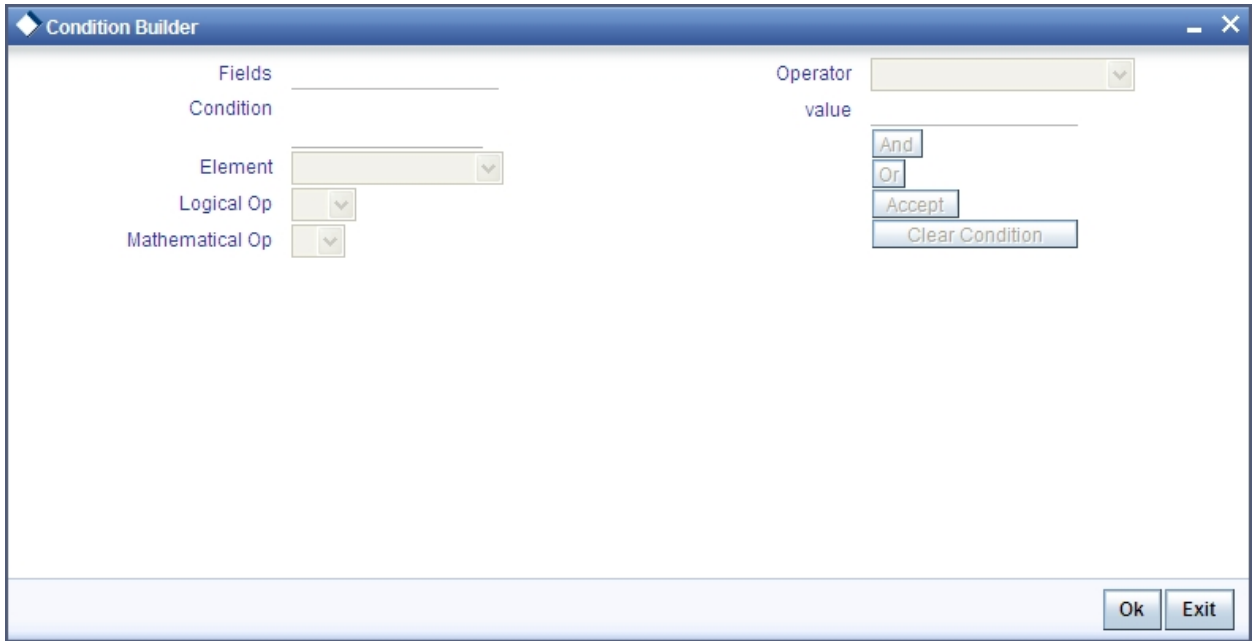 Condition Builder
Fields
Condition
Element
Logical Op
Mathematical Op
Operator
value
And
Or
Accept
Clear Condition
Ok
Exit